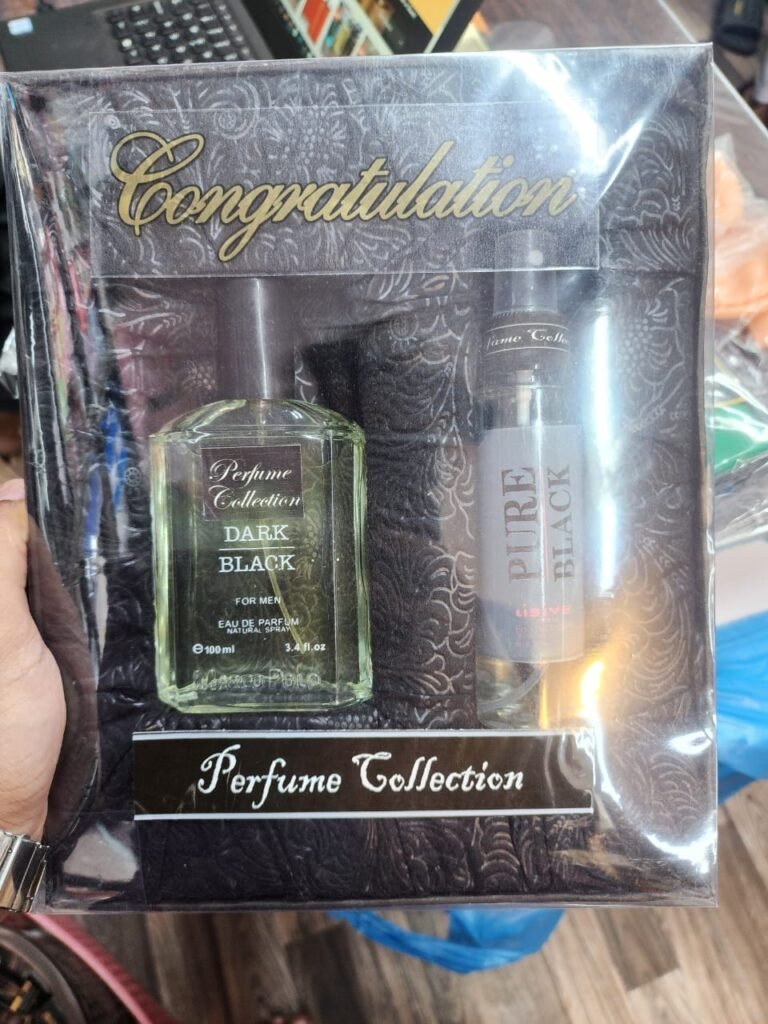 Congratulation
Perfume
Collection
DARK
BLACK
FOR MEN
EAU DE PARFUM
NATURAL SPRAY
℮100ml 3.4 fl.oz
PURE
BLACK
Perfume Collection